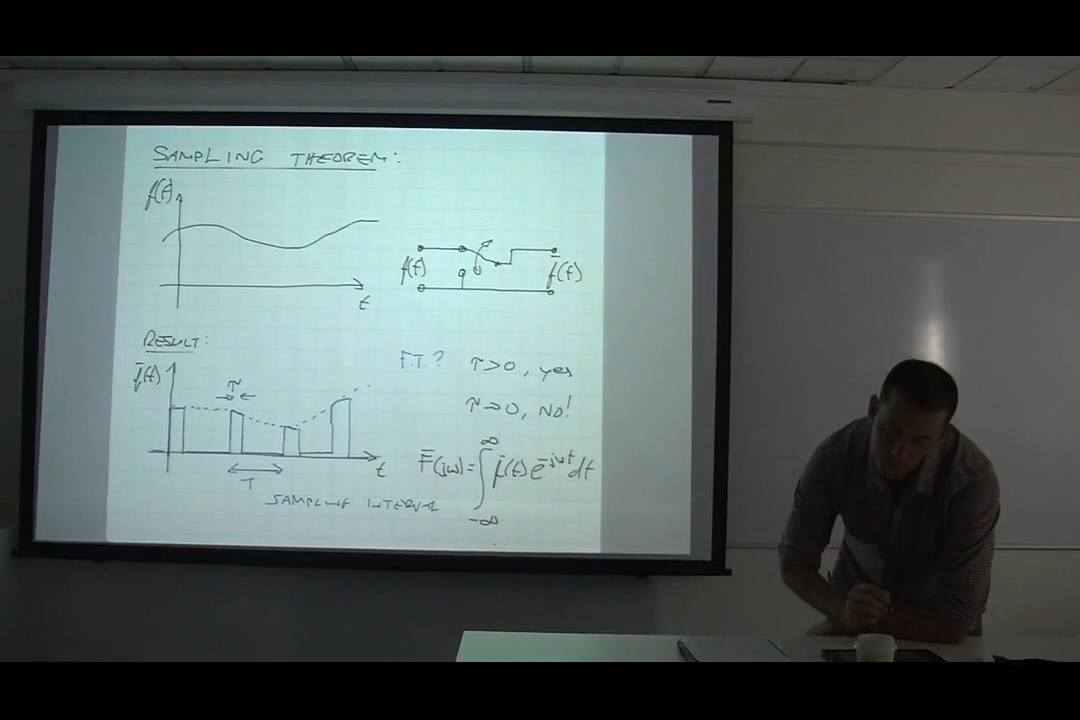 SAMPLING THEOREM:
f(t)
t
f(t)
f̄(t)
RESULT:
f̄(t)
τ
t
T
SAMPLING INTERVAL
F.T.? τ>0, yes
τ→0, NO!
F̄(jω) = ∫ f̄(t) e^-jωt dt
∞
-∞